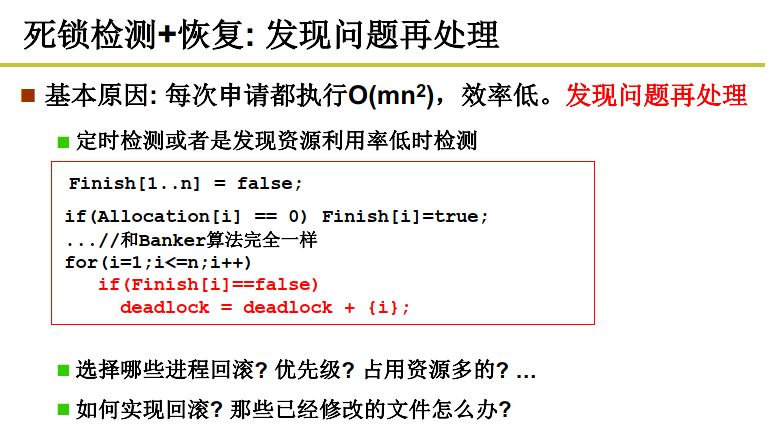 死锁检测+恢复: 发现问题再处理
基本原因: 每次申请都执行O(mn²)，效率低。发现问题再处理
定时检测或者是发现资源利用率低时检测
Finish[1..n] = false;
if(Allocation[i] == 0) Finish[i]=true;
...//和Banker算法完全一样
for(i=1;i<=n;i++)
if(Finish[i]==false)
deadlock = deadlock + {i};
选择哪些进程回滚? 优先级? 占用资源多的? …
如何实现回滚? 那些已经修改的文件怎么办?